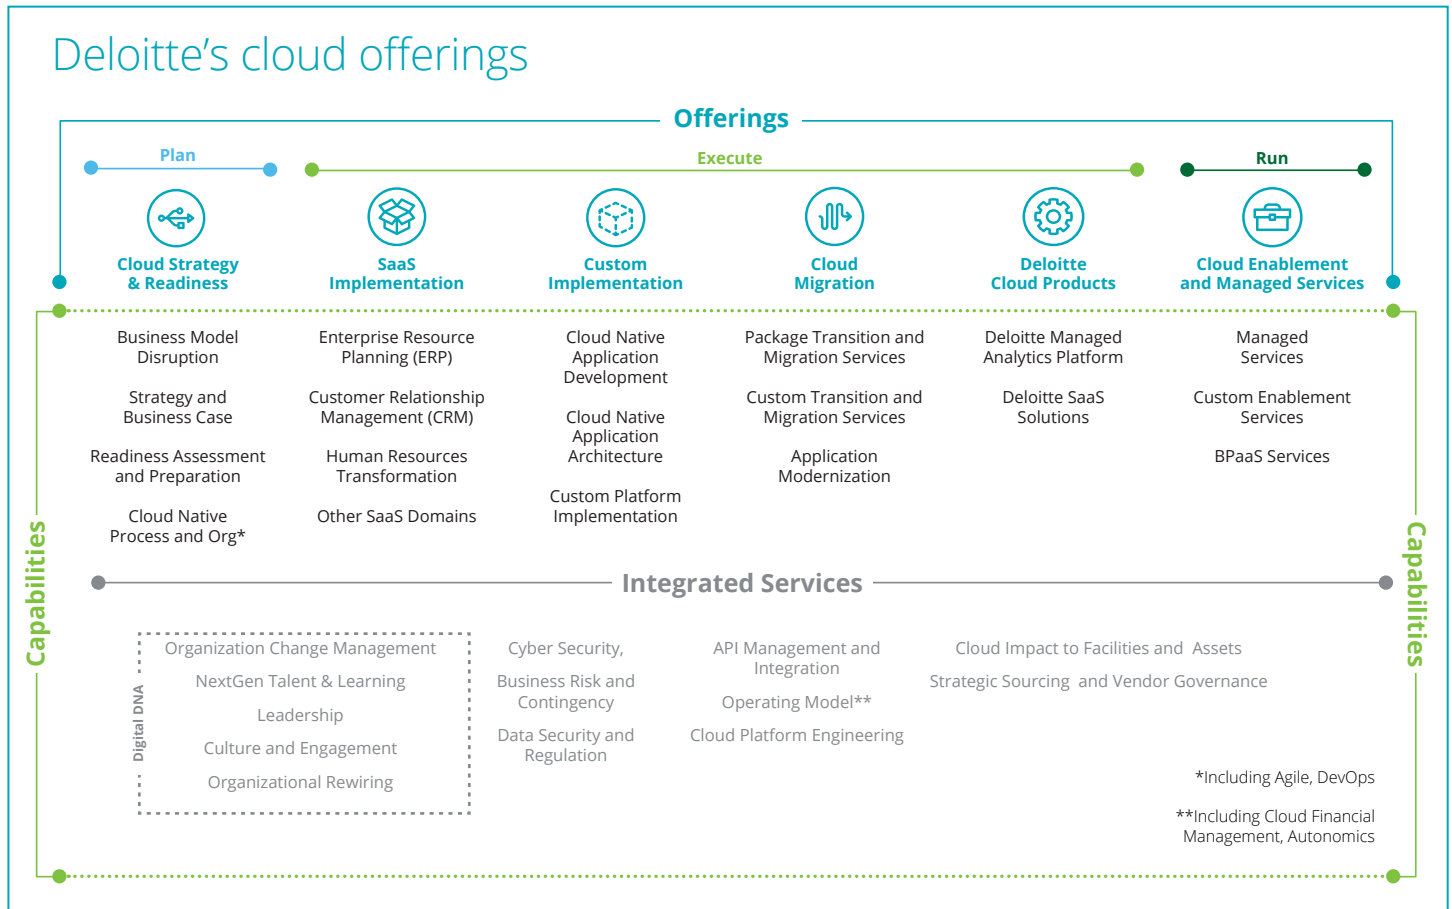 Deloitte’s cloud offerings
Offerings
Plan
Execute
Run
Cloud Strategy
& Readiness
SaaS
Implementation
Custom
Implementation
Cloud
Migration
Deloitte
Cloud Products
Cloud Enablement
and Managed Services
Capabilities
Business Model
Disruption
Strategy and
Business Case
Readiness Assessment
and Preparation
Cloud Native
Process and Org*
Enterprise Resource
Planning (ERP)
Customer Relationship
Management (CRM)
Human Resources
Transformation
Other SaaS Domains
Cloud Native
Application
Development
Cloud Native
Application
Architecture
Custom Platform
Implementation
Package Transition and
Migration Services
Custom Transition and
Migration Services
Application
Modernization
Deloitte Managed
Analytics Platform
Deloitte SaaS
Solutions
Managed
Services
Custom Enablement
Services
BPaaS Services
Capabilities
Integrated Services
Digital DNA
Organization Change Management
NextGen Talent & Learning
Leadership
Culture and Engagement
Organizational Rewiring
Cyber Security,
Business Risk and
Contingency
Data Security and
Regulation
API Management and
Integration
Operating Model**
Cloud Platform Engineering
Cloud Impact to Facilities and Assets
Strategic Sourcing and Vendor Governance
*Including Agile, DevOps
**Including Cloud Financial
Management, Autonomics